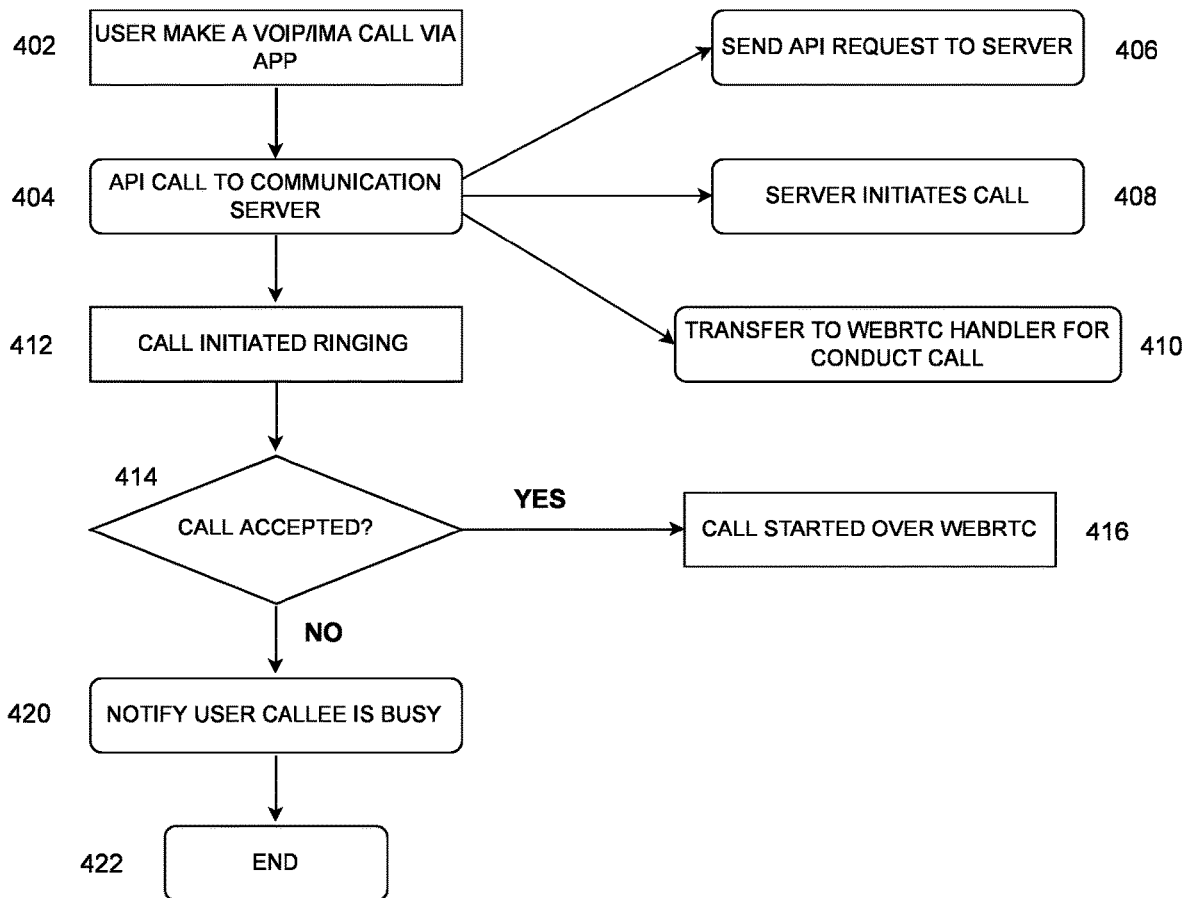 402
USER MAKE A VOIP/IMA CALL VIA
APP
SEND API REQUEST TO SERVER
406
404
API CALL TO COMMUNICATION
SERVER
SERVER INITIATES CALL
408
412
CALL INITIATED RINGING
TRANSFER TO WEBRTC HANDLER FOR
CONDUCT CALL
410
414
CALL ACCEPTED?
YES
CALL STARTED OVER WEBRTC
416
NO
420
NOTIFY USER CALLEE IS BUSY
422
END